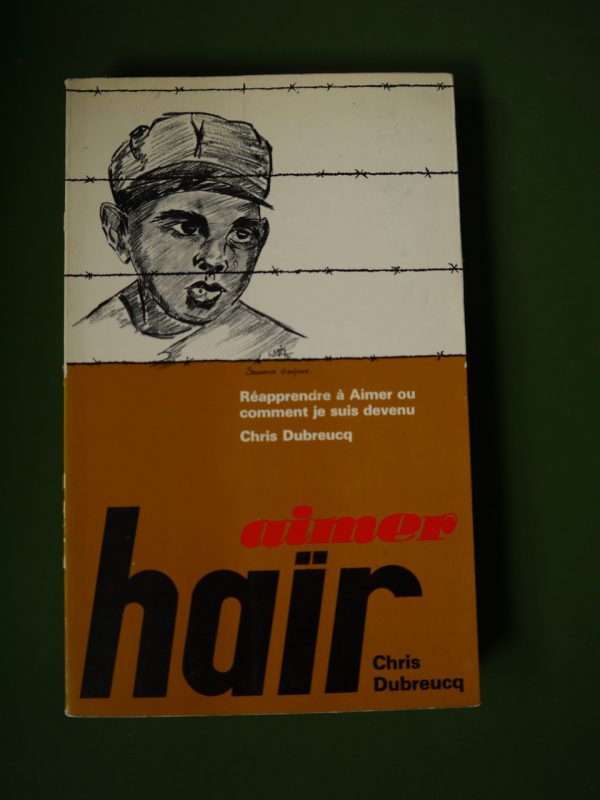 Réapprendre à Aimer ou
comment je suis devenu
Chris Dubreucq
aimer
haïr
Chris
Dubreucq